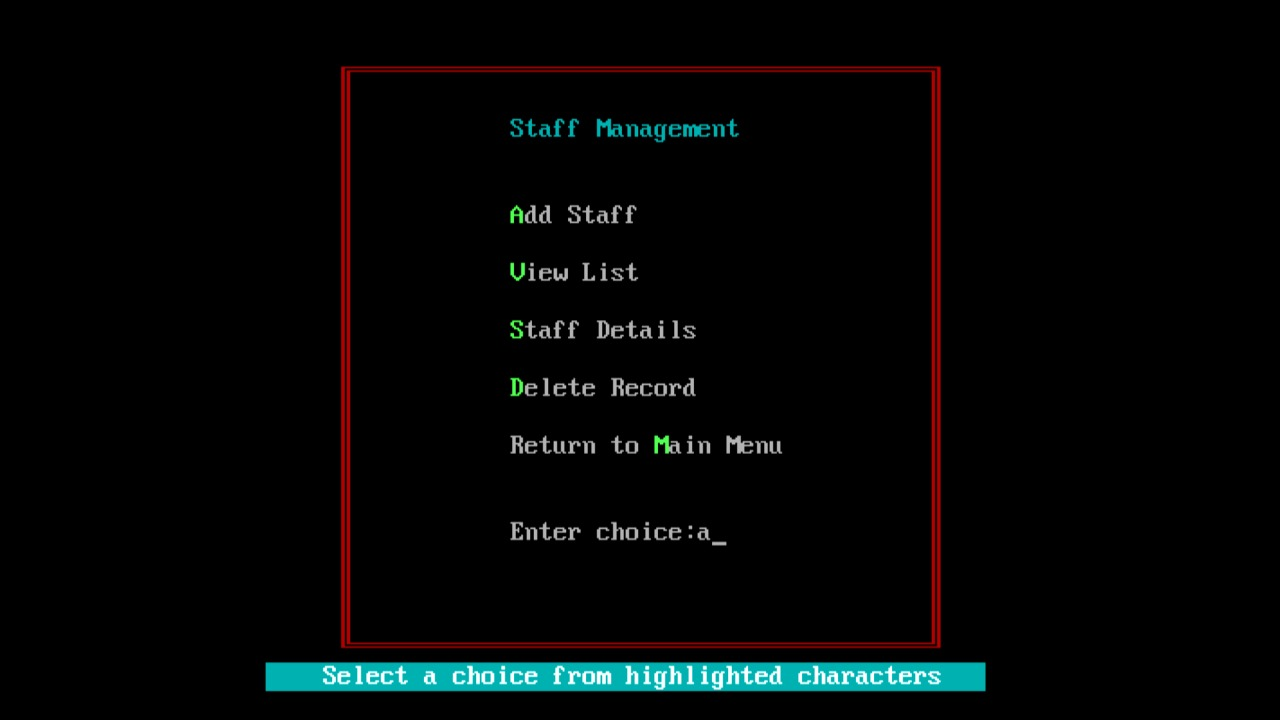 Staff Management
Add Staff
View List
Staff Details
Delete Record
Return to Main Menu
Enter choice:a_
Select a choice from highlighted characters